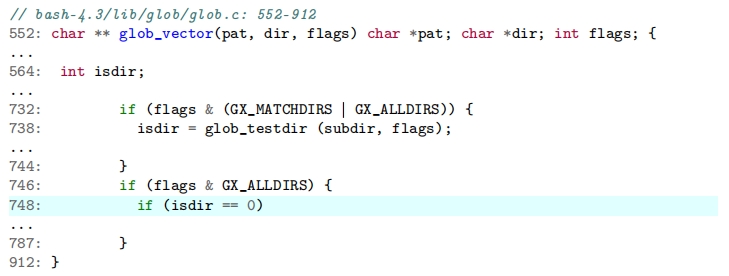 // bash-4.3/lib/glob/glob.c: 552-912
552: char ** glob_vector(pat, dir, flags) char *pat; char *dir; int flags; {
...
564:  int isdir;
...
732:         if (flags & (GX_MATCHDIRS | GX_ALLDIRS)) {
738:           isdir = glob_testdir (subdir, flags);
...
744:         }
746:         if (flags & GX_ALLDIRS) {
748:           if (isdir == 0)
...
787:         }
912: }